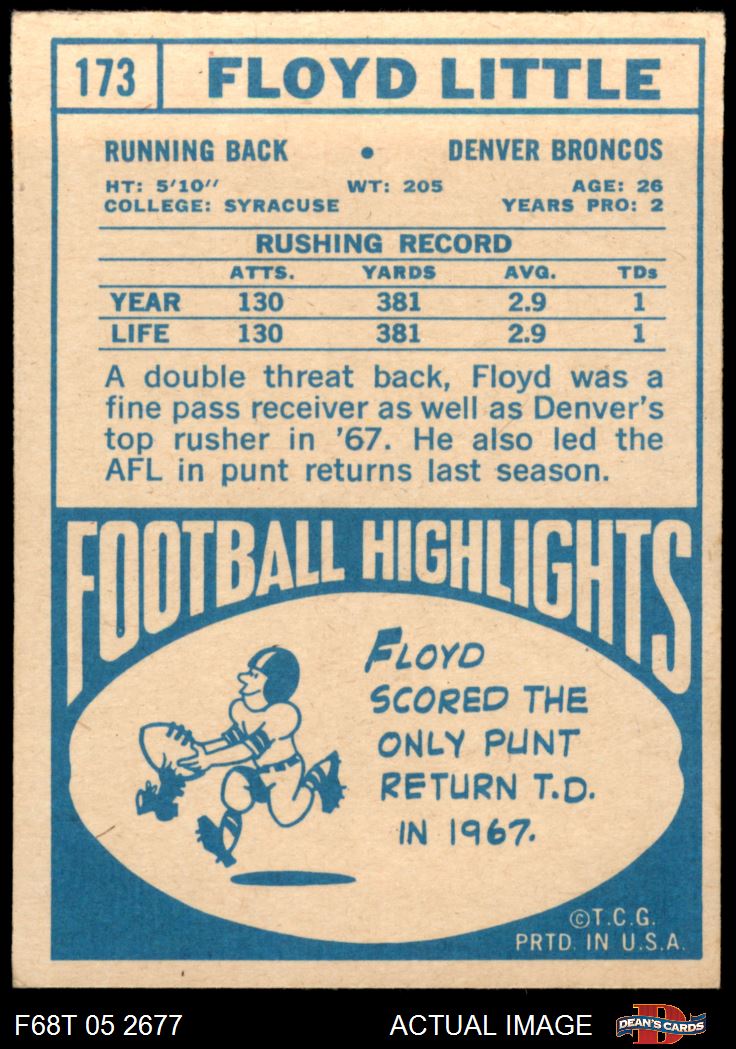 173 FLOYD LITTLE
RUNNING BACK • DENVER BRONCOS
HT: 5'10" WT: 205 AGE: 26
COLLEGE: SYRACUSE YEARS PRO: 2
RUSHING RECORD
ATTS. YARDS AVG. TDs
YEAR 130 381 2.9 1
LIFE 130 381 2.9 1
A double threat back, Floyd was a
fine pass receiver as well as Denver's
top rusher in '67. He also led the
AFL in punt returns last season.
FOOTBALL HIGHLIGHTS
FLOYD
SCORED THE
ONLY PUNT
RETURN T.D.
IN 1967.
©T.C.G.
PRTD. IN U.S.A.
F68T 05 2677 ACTUAL IMAGE D DEAN'S CARDS